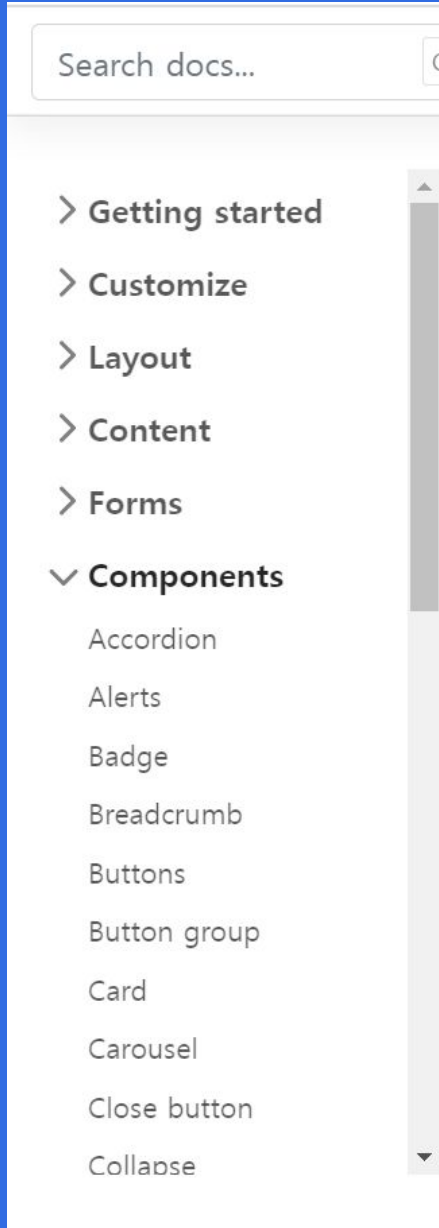 Search docs...
Getting started
Customize
Layout
Content
Forms
Components
Accordion
Alerts
Badge
Breadcrumb
Buttons
Button group
Card
Carousel
Close button
Collapse